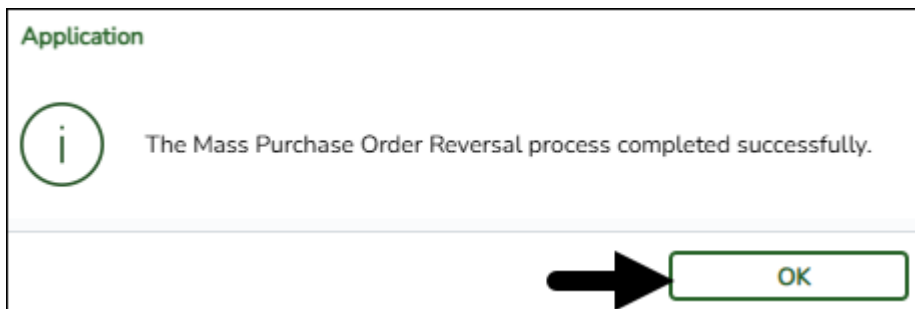 Application
The Mass Purchase Order Reversal process completed successfully.
OK